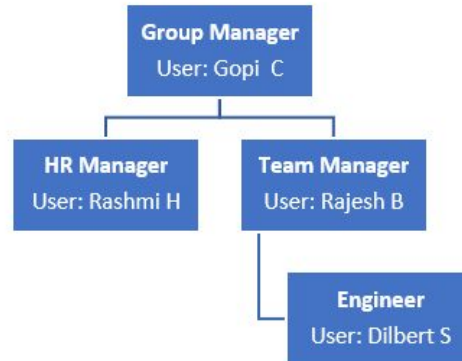 Group Manager
User: Gopi C
HR Manager
User: Rashmi H
Team Manager
User: Rajesh B
Engineer
User: Dilbert S